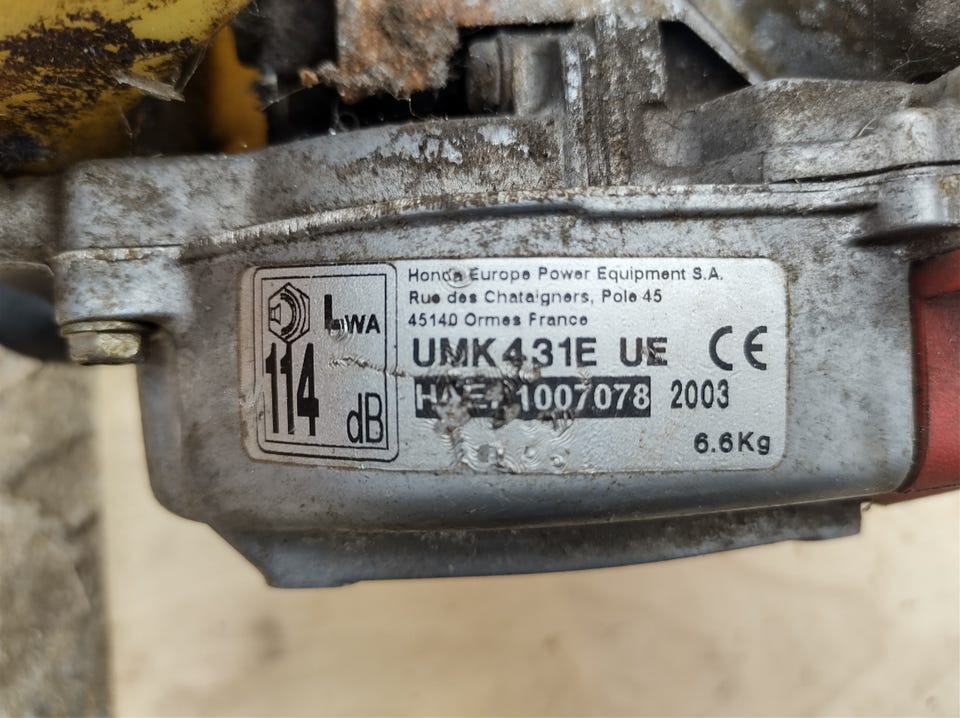 LWA
114
dB
Honda Europe Power Equipment S.A.
Rue des Chataigners, Pole 45
45140 Ormes France
UMK431E UE CE
1007078 2003
6.6Kg